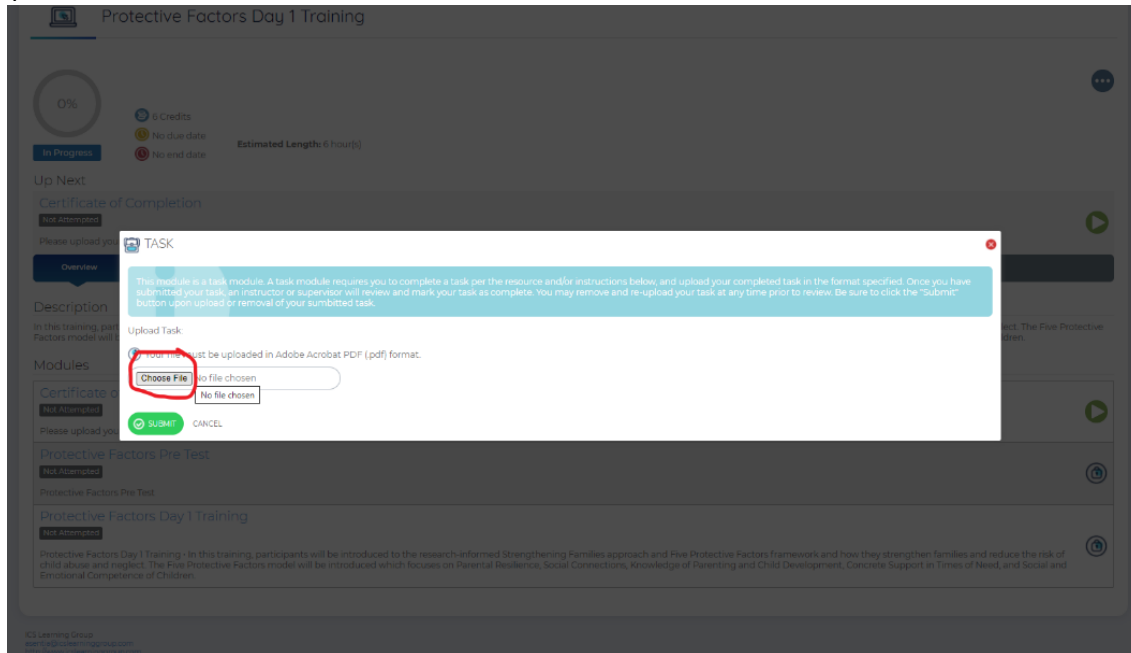 Protective Factors Day 1 Training
0%
6 Credits
No due date
Estimated Length: 6 hour(s)
In Progress
No end date
Up Next
Certificate of Completion
Not Attempted
Please upload you
TASK
Overview
This module is a task module. A task module requires you to complete a task per the resource and/or instructions below, and upload your completed task in the format specified. Once you have
submitted your task, an instructor or supervisor will review and mark your task as complete. You may remove and re-upload your task at any time prior to review. Be sure to click the "Submit"
button upon upload or removal of your sumbitted task.
Description
In this training, part
ect. The Five Protective
Factors model will
dren.
Upload Task:
Your file must be uploaded in Adobe Acrobat PDF (.pdf) format.
Modules
Choose File No file chosen
No file chosen
Certificate o
Not Attempted
Please upload you
SUBMIT CANCEL
Protective Factors Pre Test
Not Attempted
Protective Factors Pre Test
Protective Factors Day 1 Training
Not Attempted
Protective Factors Day 1 Training - In this training, participants will be introduced to the research-informed Strengthening Families approach and Five Protective Factors framework and how they strengthen families and reduce the risk of
child abuse and neglect. The Five Protective Factors model will be introduced which focuses on Parental Resilience, Social Connections, Knowledge of Parenting and Child Development, Concrete Support in Times of Need, and Social and
Emotional Competence of Children.
ICS Learning Group